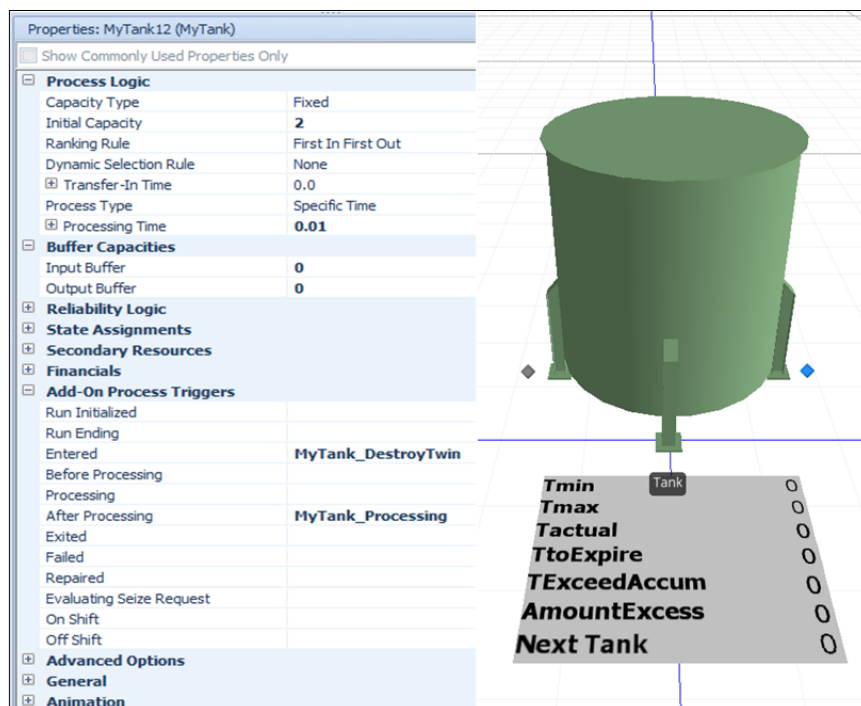 Properties: MyTank12 (MyTank)
Show Commonly Used Properties Only
Process Logic
Capacity Type Fixed
Initial Capacity 2
Ranking Rule First In First Out
Dynamic Selection Rule None
Transfer-In Time 0.0
Process Type Specific Time
Processing Time 0.01
Buffer Capacities
Input Buffer 0
Output Buffer 0
Reliability Logic
State Assignments
Secondary Resources
Financials
Add-On Process Triggers
Run Initialized
Run Ending
Entered MyTank_DestroyTwin
Before Processing
Processing
After Processing MyTank_Processing
Exited
Failed
Repaired
Evaluating Seize Request
On Shift
Off Shift
Advanced Options
General
Animation
Tank
Tmin 0
Tmax 0
Tactual 0
TtoExpire 0
TExceedAccum 0
AmountExcess 0
Next Tank 0